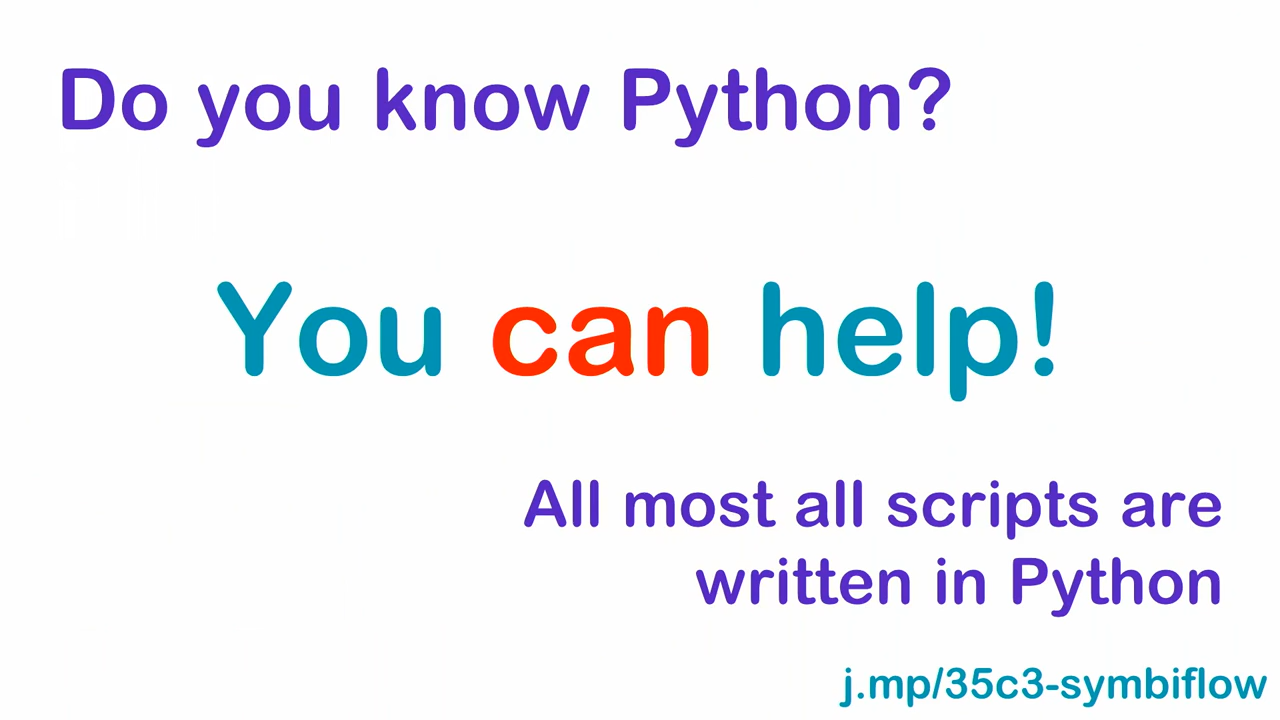 Do you know Python?
You can help!
All most all scripts are
written in Python
j.mp/35c3-symbiflow